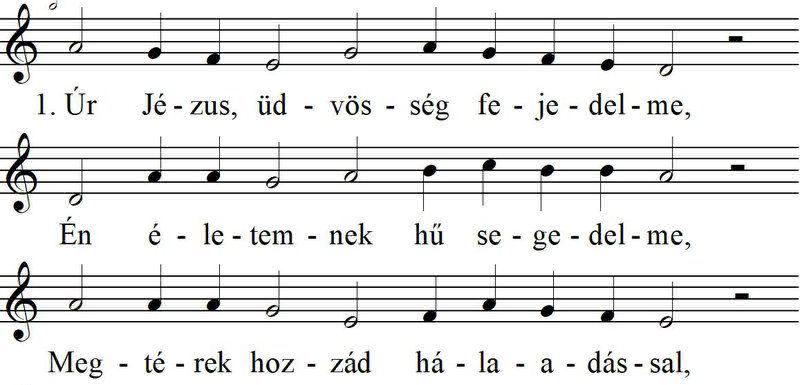 1. Úr Jé - zus, üd - vös - ség fe - je - del - me,
Én é - le - tem - nek hű se - ge - del - me,
Meg - té - rek hoz - zád há - la - a - dás - sal,